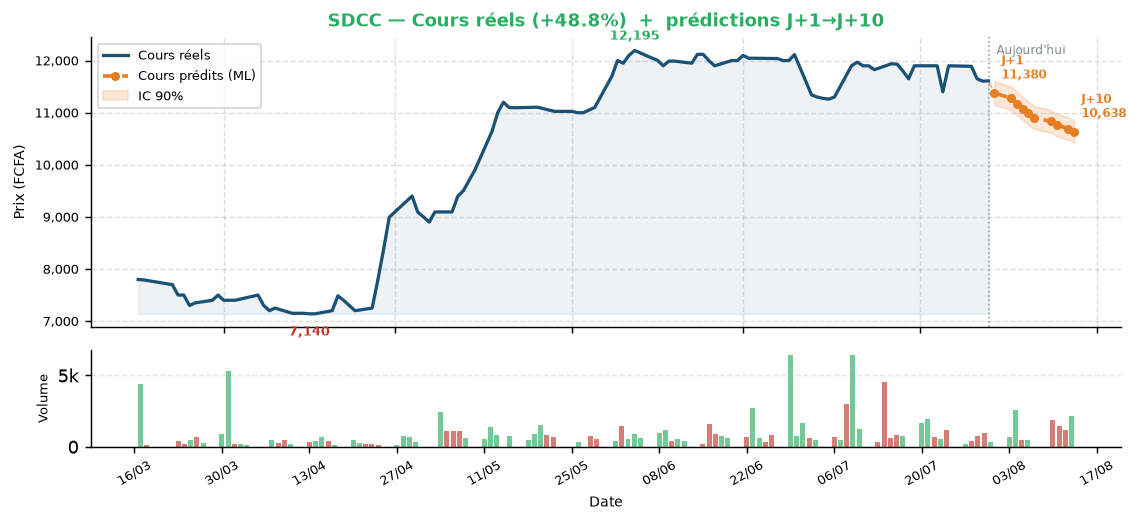 SDCC — Cours réels (+48.8%)  +  prédictions J+1→J+10
12,195
Cours réels
Cours prédits (ML)
IC 90%
Aujourd'hui
J+1
11,380
J+10
10,638
7,140
Prix (FCFA)
12,000
11,000
10,000
9,000
8,000
7,000
Volume
5k
0
16/03
30/03
13/04
27/04
11/05
25/05
08/06
22/06
06/07
20/07
03/08
17/08
Date